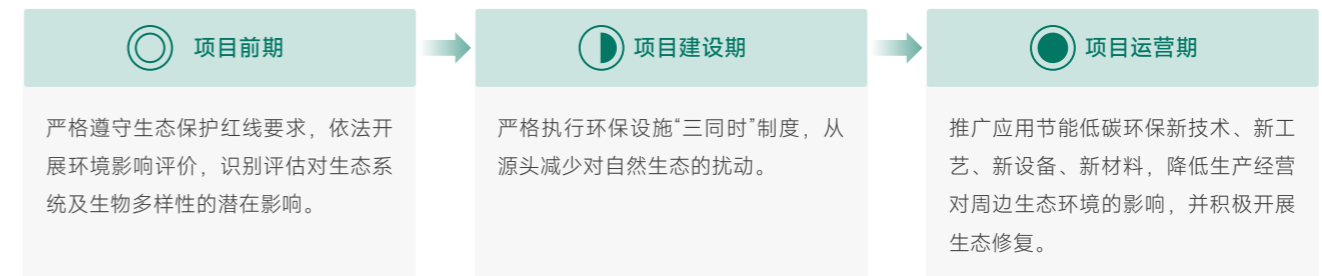 项目前期
严格遵守生态保护红线要求，依法开
展环境影响评价，识别评估对生态系
统及生物多样性的潜在影响。
项目建设期
严格执行环保设施“三同时”制度，从
源头减少对自然生态的扰动。
项目运营期
推广应用节能低碳环保新技术、新工
艺、新设备、新材料，降低生产经营
对周边生态环境的影响，并积极开展
生态修复。